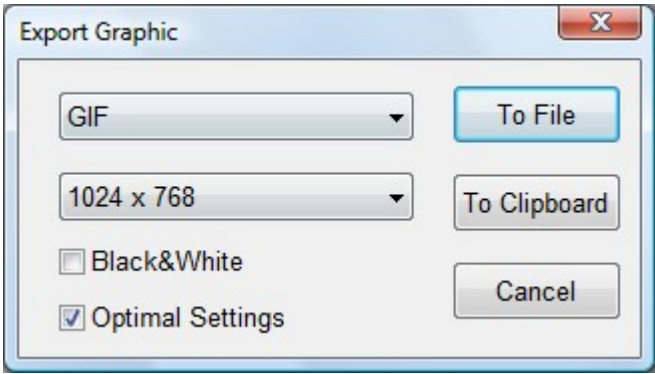 Export Graphic
GIF
To File
1024 x 768
To Clipboard
Black&White
Optimal Settings
Cancel